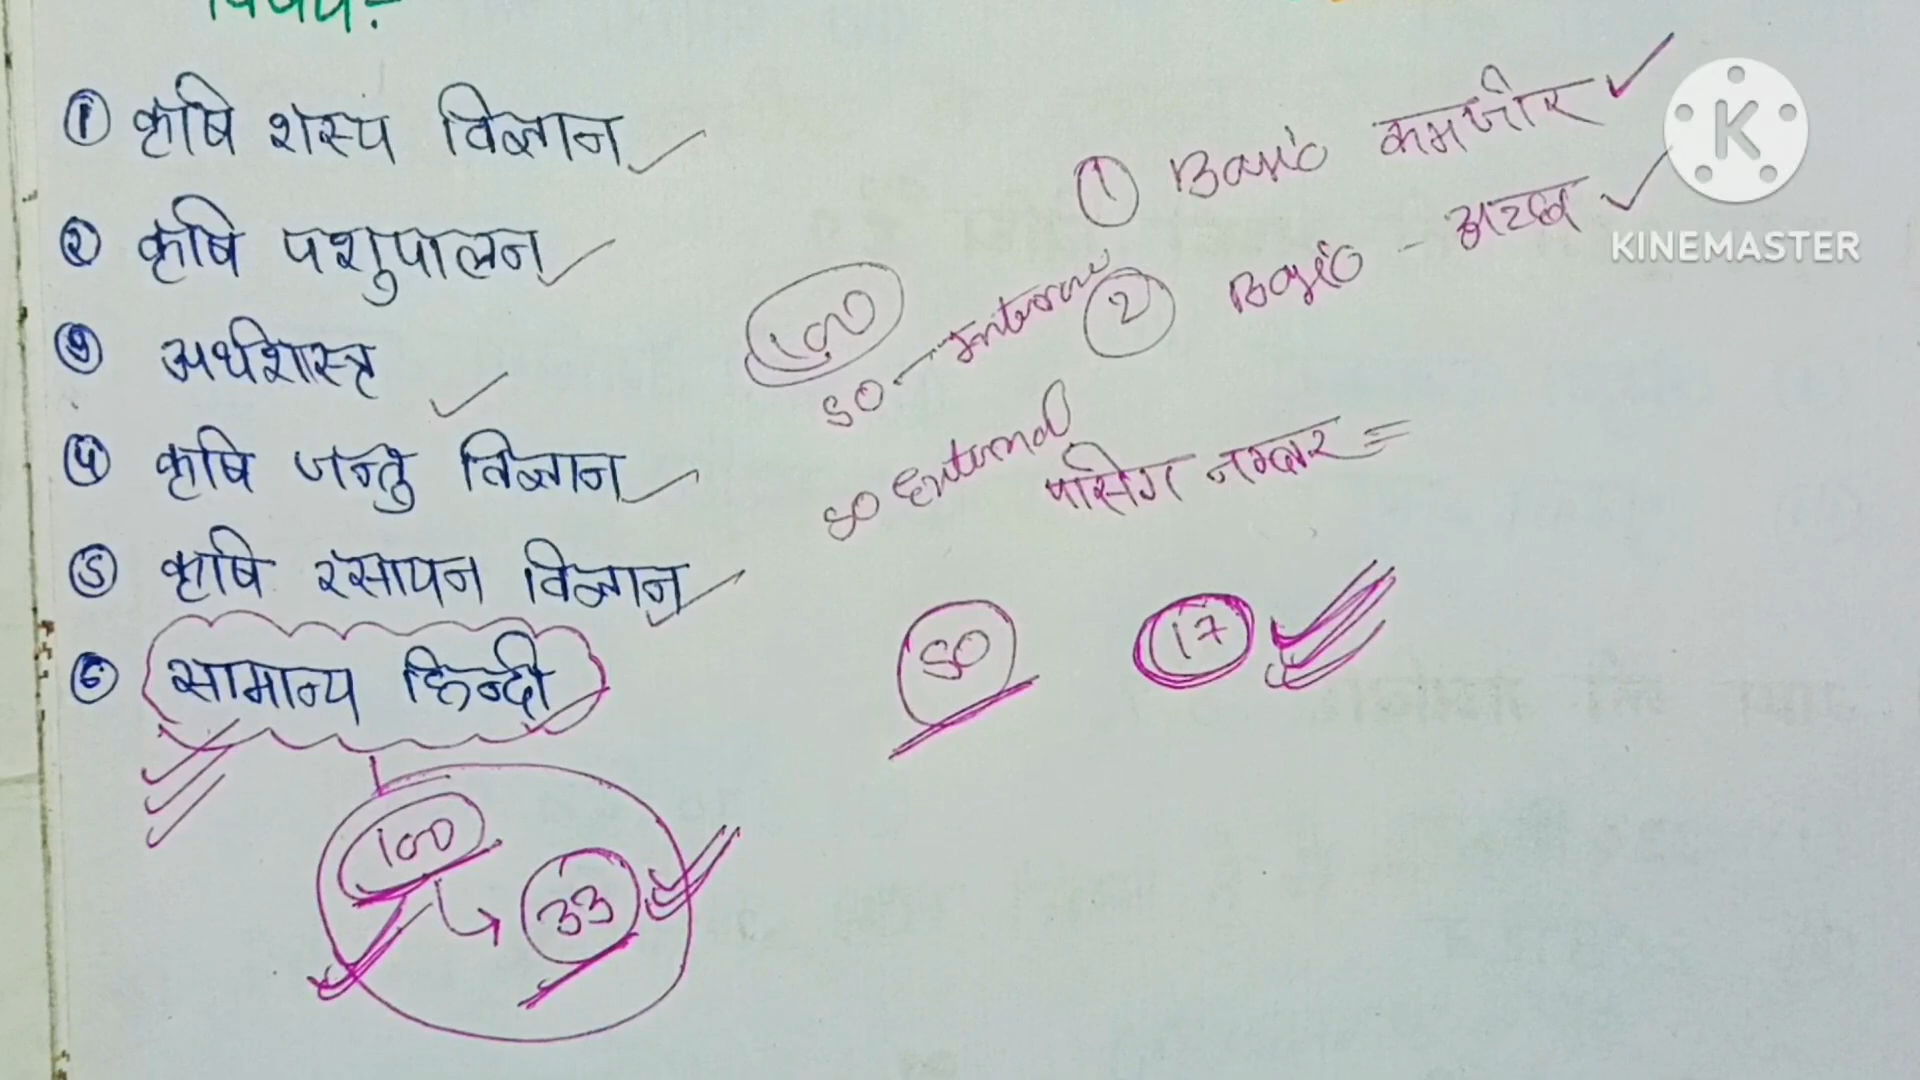 विषय:-
① कृषि शस्य विज्ञान
② कृषि पशुपालन
③ अर्थशास्त्र
④ कृषि जन्तु विज्ञान
⑤ कृषि रसायन विज्ञान
⑥ सामान्य हिन्दी
100
33
① Basic कमजोर
② Basic - अच्छा
100
50 - Internal
50 External
पासिंग नम्बर =
50
17
KINEMASTER